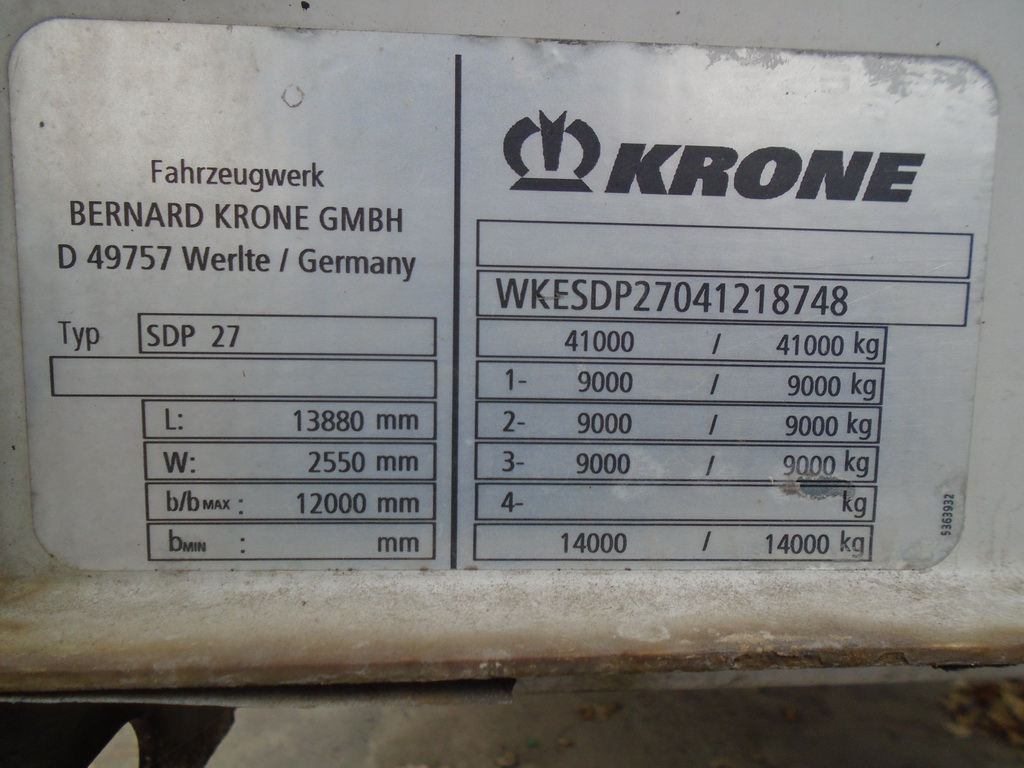 Fahrzeugwerk
BERNARD KRONE GMBH
D 49757 Werlte / Germany
Typ SDP 27
L: 13880 mm
W: 2550 mm
b/bMAX : 12000 mm
bMIN : mm
KRONE
WKESDP27041218748
41000 / 41000 kg
1- 9000 / 9000 kg
2- 9000 / 9000 kg
3- 9000 / 9000 kg
4- kg
14000 / 14000 kg
5363932